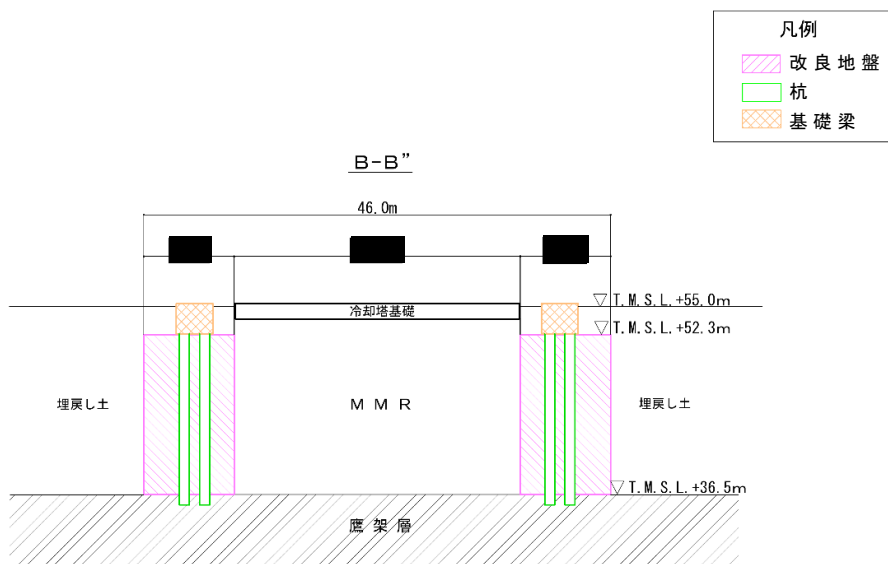 凡例
改良地盤
杭
基礎梁
B-B”
46.0m
T.M.S.L.+55.0m
冷却塔基礎
T.M.S.L.+52.3m
埋戻し土
MMR
埋戻し土
T.M.S.L.+36.5m
鷹架層